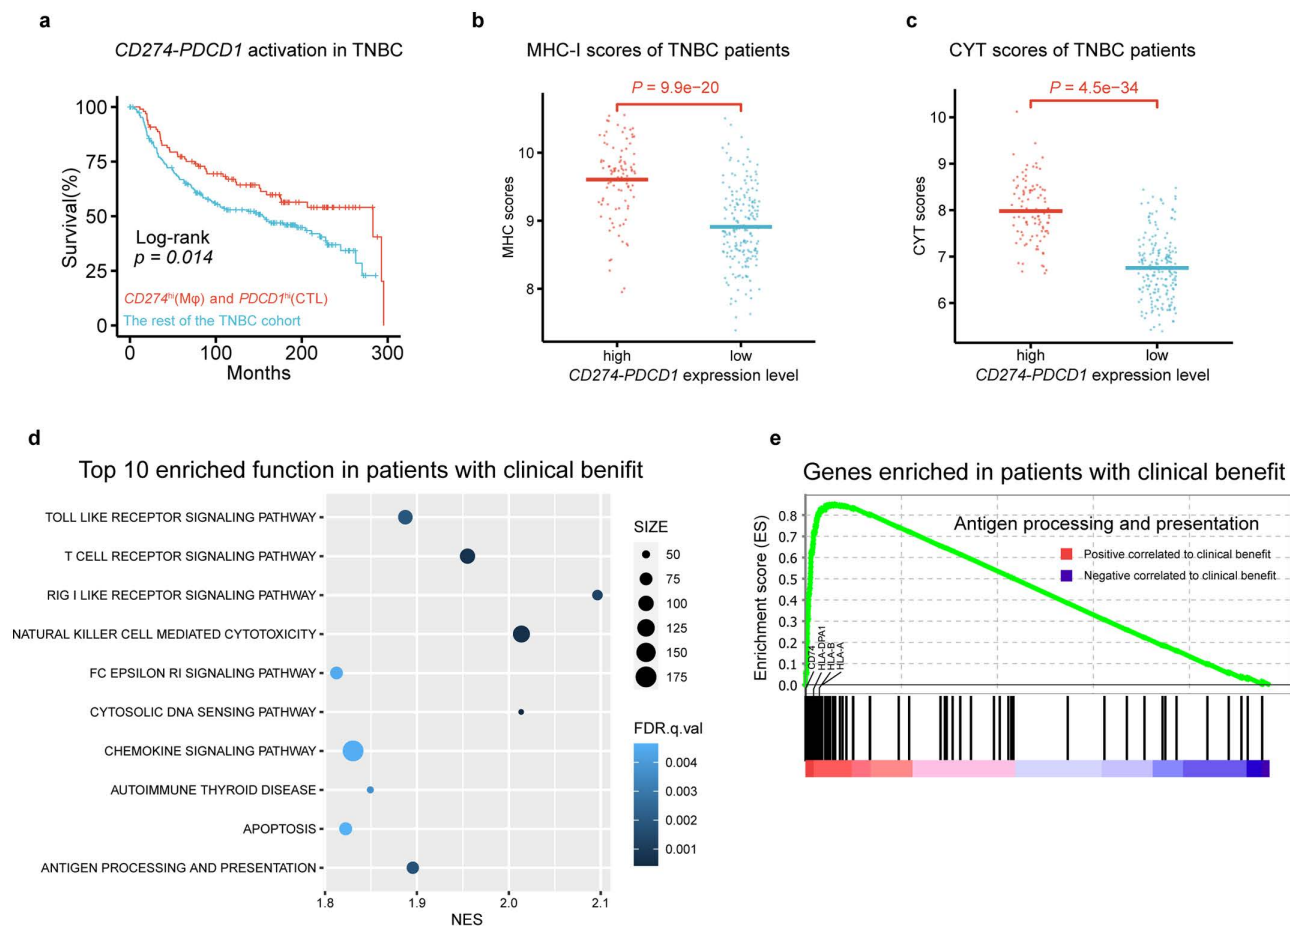 a
CD274-PDCD1 activation in TNBC
100
75
50
25
0
Survival(%)
Log-rank
p = 0.014
CD274hi(Mφ) and PDCD1hi(CTL)
The rest of the TNBC cohort
0 100 200 300
Months
b
MHC-I scores of TNBC patients
P = 9.9e−20
10
9
8
MHC scores
high low
CD274-PDCD1 expression level
c
CYT scores of TNBC patients
P = 4.5e−34
10
9
8
7
6
CYT scores
high low
CD274-PDCD1 expression level
d
Top 10 enriched function in patients with clinical benifit
TOLL LIKE RECEPTOR SIGNALING PATHWAY
T CELL RECEPTOR SIGNALING PATHWAY
RIG I LIKE RECEPTOR SIGNALING PATHWAY
NATURAL KILLER CELL MEDIATED CYTOTOXICITY
FC EPSILON RI SIGNALING PATHWAY
CYTOSOLIC DNA SENSING PATHWAY
CHEMOKINE SIGNALING PATHWAY
AUTOIMMUNE THYROID DISEASE
APOPTOSIS
ANTIGEN PROCESSING AND PRESENTATION
1.8 1.9 2.0 2.1
NES
SIZE
50
75
100
125
150
175
FDR.q.val
0.004
0.003
0.002
0.001
e
Genes enriched in patients with clinical benefit
Antigen processing and presentation
Positive correlated to clinical benefit
Negative correlated to clinical benefit
Enrichment score (ES)
0.8
0.7
0.6
0.5
0.4
0.3
0.2
0.1
0.0
CD74
HLA-DPA1
HLA-B
HLA-A